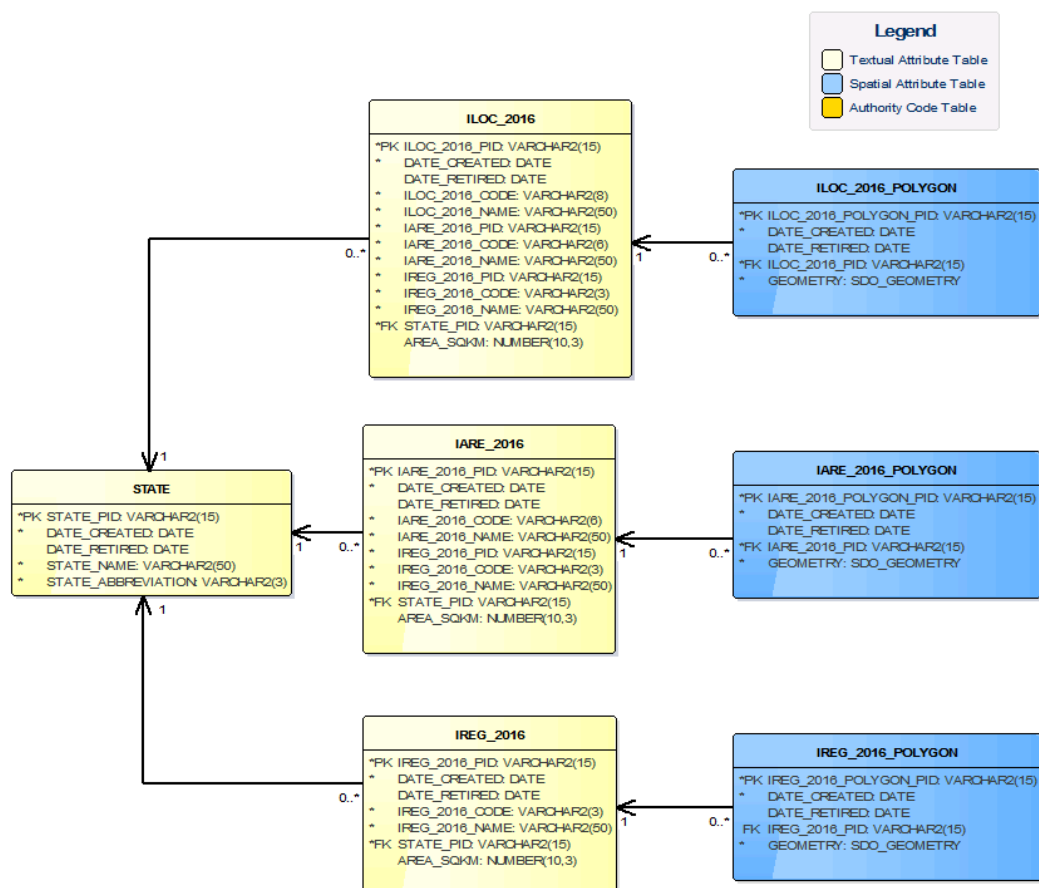 Legend
Textual Attribute Table
Spatial Attribute Table
Authority Code Table
ILOC_2016
*PK ILOC_2016_PID: VARCHAR2(15)
* DATE_CREATED: DATE
DATE_RETIRED: DATE
* ILOC_2016_CODE: VARCHAR2(8)
* ILOC_2016_NAME: VARCHAR2(50)
* IARE_2016_PID: VARCHAR2(15)
* IARE_2016_CODE: VARCHAR2(6)
* IARE_2016_NAME: VARCHAR2(50)
* IREG_2016_PID: VARCHAR2(15)
* IREG_2016_CODE: VARCHAR2(3)
* IREG_2016_NAME: VARCHAR2(50)
*FK STATE_PID: VARCHAR2(15)
AREA_SQKM: NUMBER(10,3)
0..*
1
ILOC_2016_POLYGON
*PK ILOC_2016_POLYGON_PID: VARCHAR2(15)
* DATE_CREATED: DATE
DATE_RETIRED: DATE
*FK ILOC_2016_PID: VARCHAR2(15)
* GEOMETRY: SDO_GEOMETRY
0..*
1
STATE
*PK STATE_PID: VARCHAR2(15)
* DATE_CREATED: DATE
DATE_RETIRED: DATE
* STATE_NAME: VARCHAR2(50)
* STATE_ABBREVIATION: VARCHAR2(3)
1
1
IARE_2016
*PK IARE_2016_PID: VARCHAR2(15)
* DATE_CREATED: DATE
DATE_RETIRED: DATE
* IARE_2016_CODE: VARCHAR2(6)
* IARE_2016_NAME: VARCHAR2(50)
* IREG_2016_PID: VARCHAR2(15)
* IREG_2016_CODE: VARCHAR2(3)
* IREG_2016_NAME: VARCHAR2(50)
*FK STATE_PID: VARCHAR2(15)
AREA_SQKM: NUMBER(10,3)
0..*
1
IARE_2016_POLYGON
*PK IARE_2016_POLYGON_PID: VARCHAR2(15)
* DATE_CREATED: DATE
DATE_RETIRED: DATE
*FK IARE_2016_PID: VARCHAR2(15)
* GEOMETRY: SDO_GEOMETRY
0..*
IREG_2016
*PK IREG_2016_PID: VARCHAR2(15)
* DATE_CREATED: DATE
DATE_RETIRED: DATE
* IREG_2016_CODE: VARCHAR2(3)
* IREG_2016_NAME: VARCHAR2(50)
*FK STATE_PID: VARCHAR2(15)
AREA_SQKM: NUMBER(10,3)
0..*
1
IREG_2016_POLYGON
*PK IREG_2016_POLYGON_PID: VARCHAR2(15)
* DATE_CREATED: DATE
DATE_RETIRED: DATE
FK IREG_2016_PID: VARCHAR2(15)
* GEOMETRY: SDO_GEOMETRY
0..*